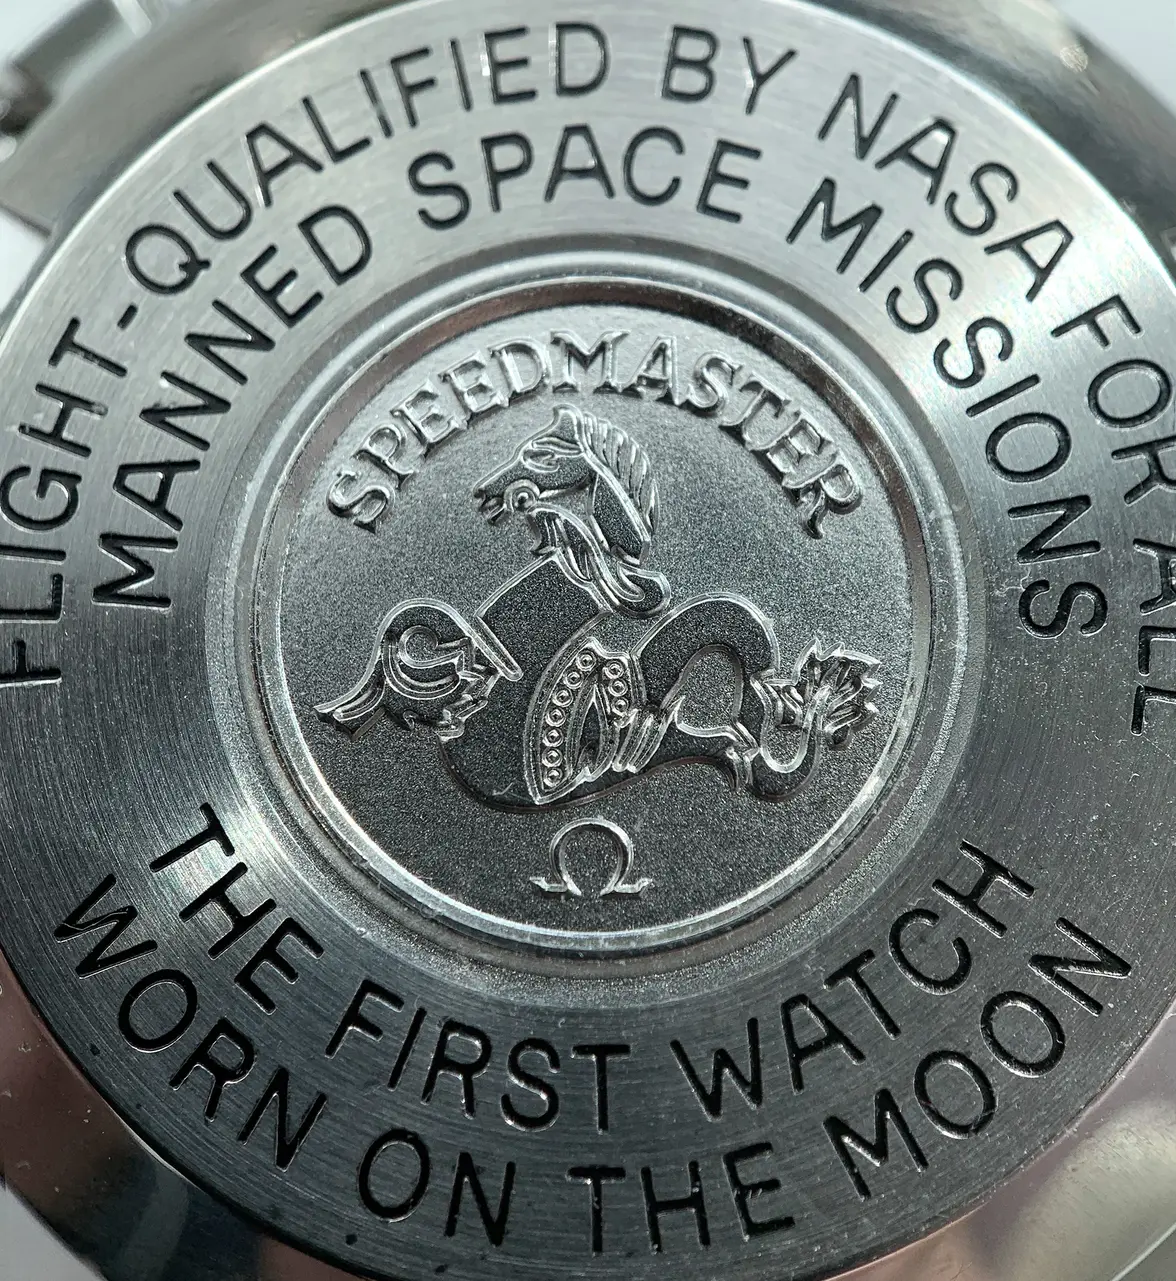 FLIGHT-QUALIFIED BY NASA FOR ALL
MANNED SPACE MISSIONS
SPEEDMASTER
Ω
THE FIRST WATCH
WORN ON THE MOON